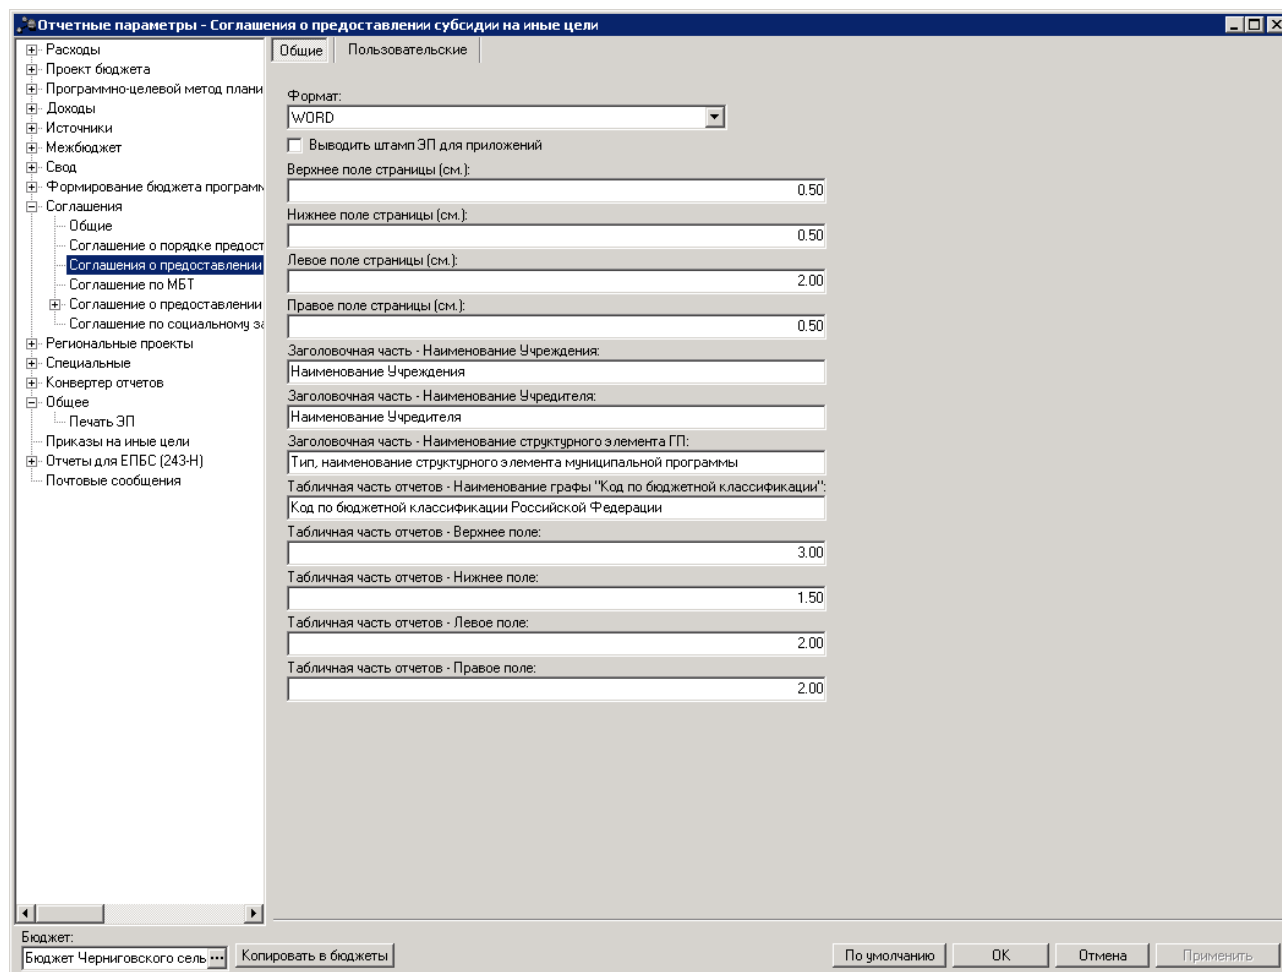 Отчетные параметры - Соглашения о предоставлении субсидии на иные цели
Расходы
Проект бюджета
Программно-целевой метод плани
Доходы
Источники
Межбюджет
Свод
Формирование бюджета программ
Соглашения
Общие
Соглашение о порядке предост
Соглашения о предоставлении
Соглашение по МБТ
Соглашение о предоставлении
Соглашение по социальному за
Региональные проекты
Специальные
Конвертер отчетов
Общее
Печать ЭП
Приказы на иные цели
Отчеты для ЕПБС (243-Н)
Почтовые сообщения
Общие Пользовательские
Формат:
WORD
Выводить штамп ЭП для приложений
Верхнее поле страницы (см.):
0.50
Нижнее поле страницы (см.):
0.50
Левое поле страницы (см.):
2.00
Правое поле страницы (см.):
0.50
Заголовочная часть - Наименование Учреждения:
Наименование Учреждения
Заголовочная часть - Наименование Учредителя:
Наименование Учредителя
Заголовочная часть - Наименование структурного элемента ГП:
Тип, наименование структурного элемента муниципальной программы
Табличная часть отчетов - Наименование графы "Код по бюджетной классификации":
Код по бюджетной классификации Российской Федерации
Табличная часть отчетов - Верхнее поле:
3.00
Табличная часть отчетов - Нижнее поле:
1.50
Табличная часть отчетов - Левое поле:
2.00
Табличная часть отчетов - Правое поле:
2.00
Бюджет:
Бюджет Черниговского сель ... Копировать в бюджеты По умолчанию OK Отмена Применить